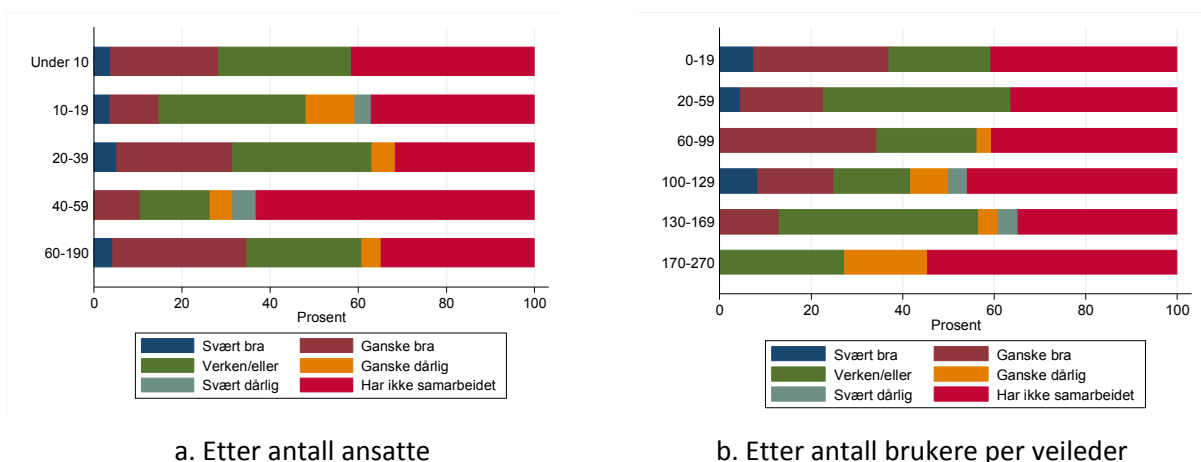 Under 10
10-19
20-39
40-59
60-190
0 20 40 60 80 100
Prosent
Svært bra Ganske bra
Verken/eller Ganske dårlig
Svært dårlig Har ikke samarbeidet
a. Etter antall ansatte
0-19
20-59
60-99
100-129
130-169
170-270
0 20 40 60 80 100
Prosent
Svært bra Ganske bra
Verken/eller Ganske dårlig
Svært dårlig Har ikke samarbeidet
b. Etter antall brukere per veileder